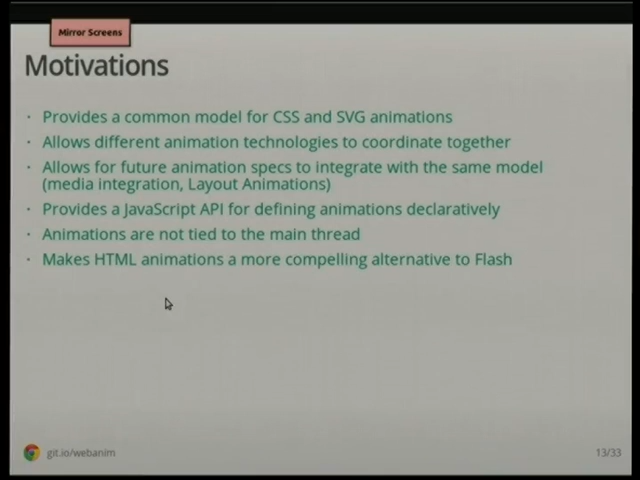 Mirror Screens
Motivations
· Provides a common model for CSS and SVG animations
· Allows different animation technologies to coordinate together
· Allows for future animation specs to integrate with the same model
(media integration, Layout Animations)
· Provides a JavaScript API for defining animations declaratively
· Animations are not tied to the main thread
· Makes HTML animations a more compelling alternative to Flash
git.io/webanim
13/33